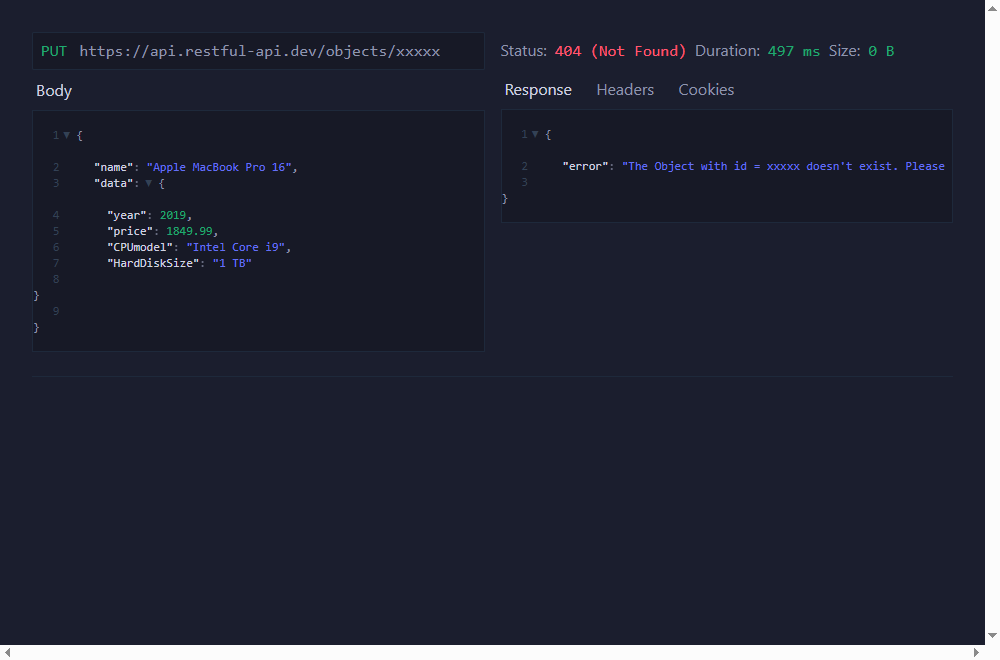 PUT https://api.restful-api.dev/objects/xxxxx
Status: 404 (Not Found) Duration: 497 ms Size: 0 B
Body
Response Headers Cookies
1 ▼ {
2 "name": "Apple MacBook Pro 16",
3 "data": ▼ {
4 "year": 2019,
5 "price": 1849.99,
6 "CPUmodel": "Intel Core i9",
7 "HardDiskSize": "1 TB"
8
}
9
}
1 ▼ {
2 "error": "The Object with id = xxxxx doesn't exist. Please
3
}